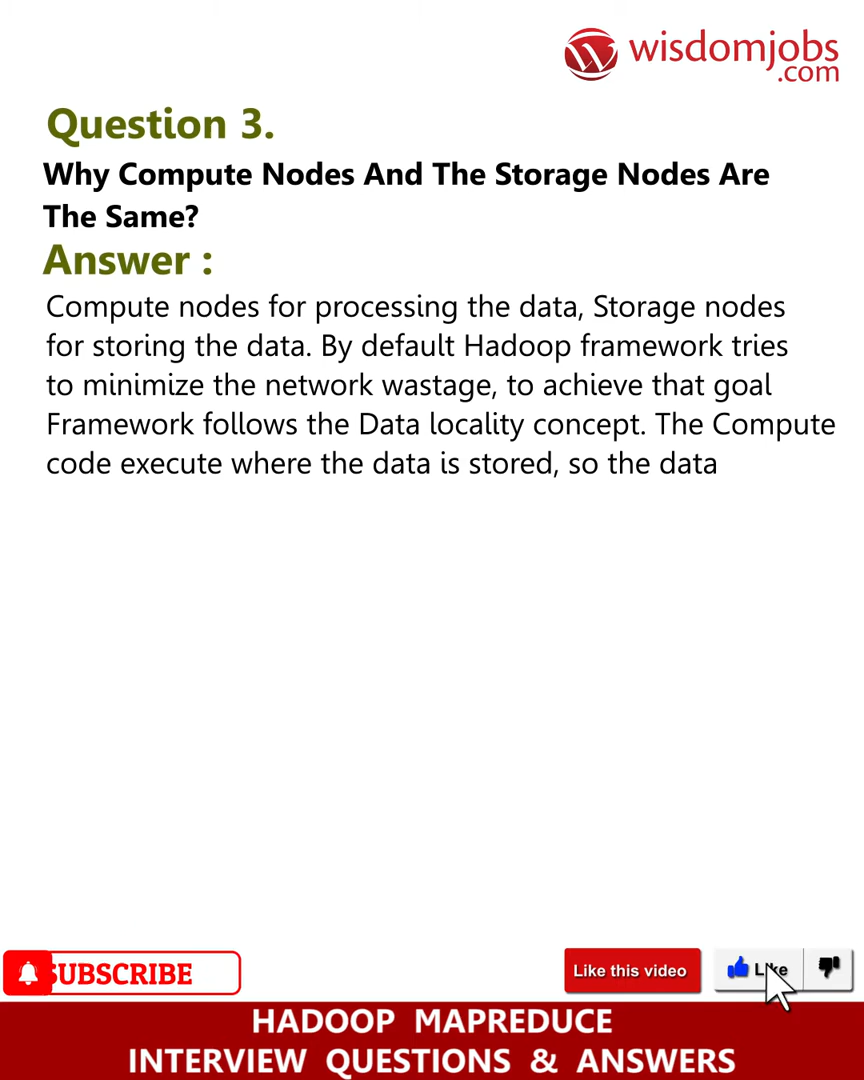 wisdomjobs
.com
Question 3.
Why Compute Nodes And The Storage Nodes Are
The Same?
Answer :
Compute nodes for processing the data, Storage nodes
for storing the data. By default Hadoop framework tries
to minimize the network wastage, to achieve that goal
Framework follows the Data locality concept. The Compute
code execute where the data is stored, so the data
SUBSCRIBE
Like this video
Like
HADOOP MAPREDUCE
INTERVIEW QUESTIONS & ANSWERS